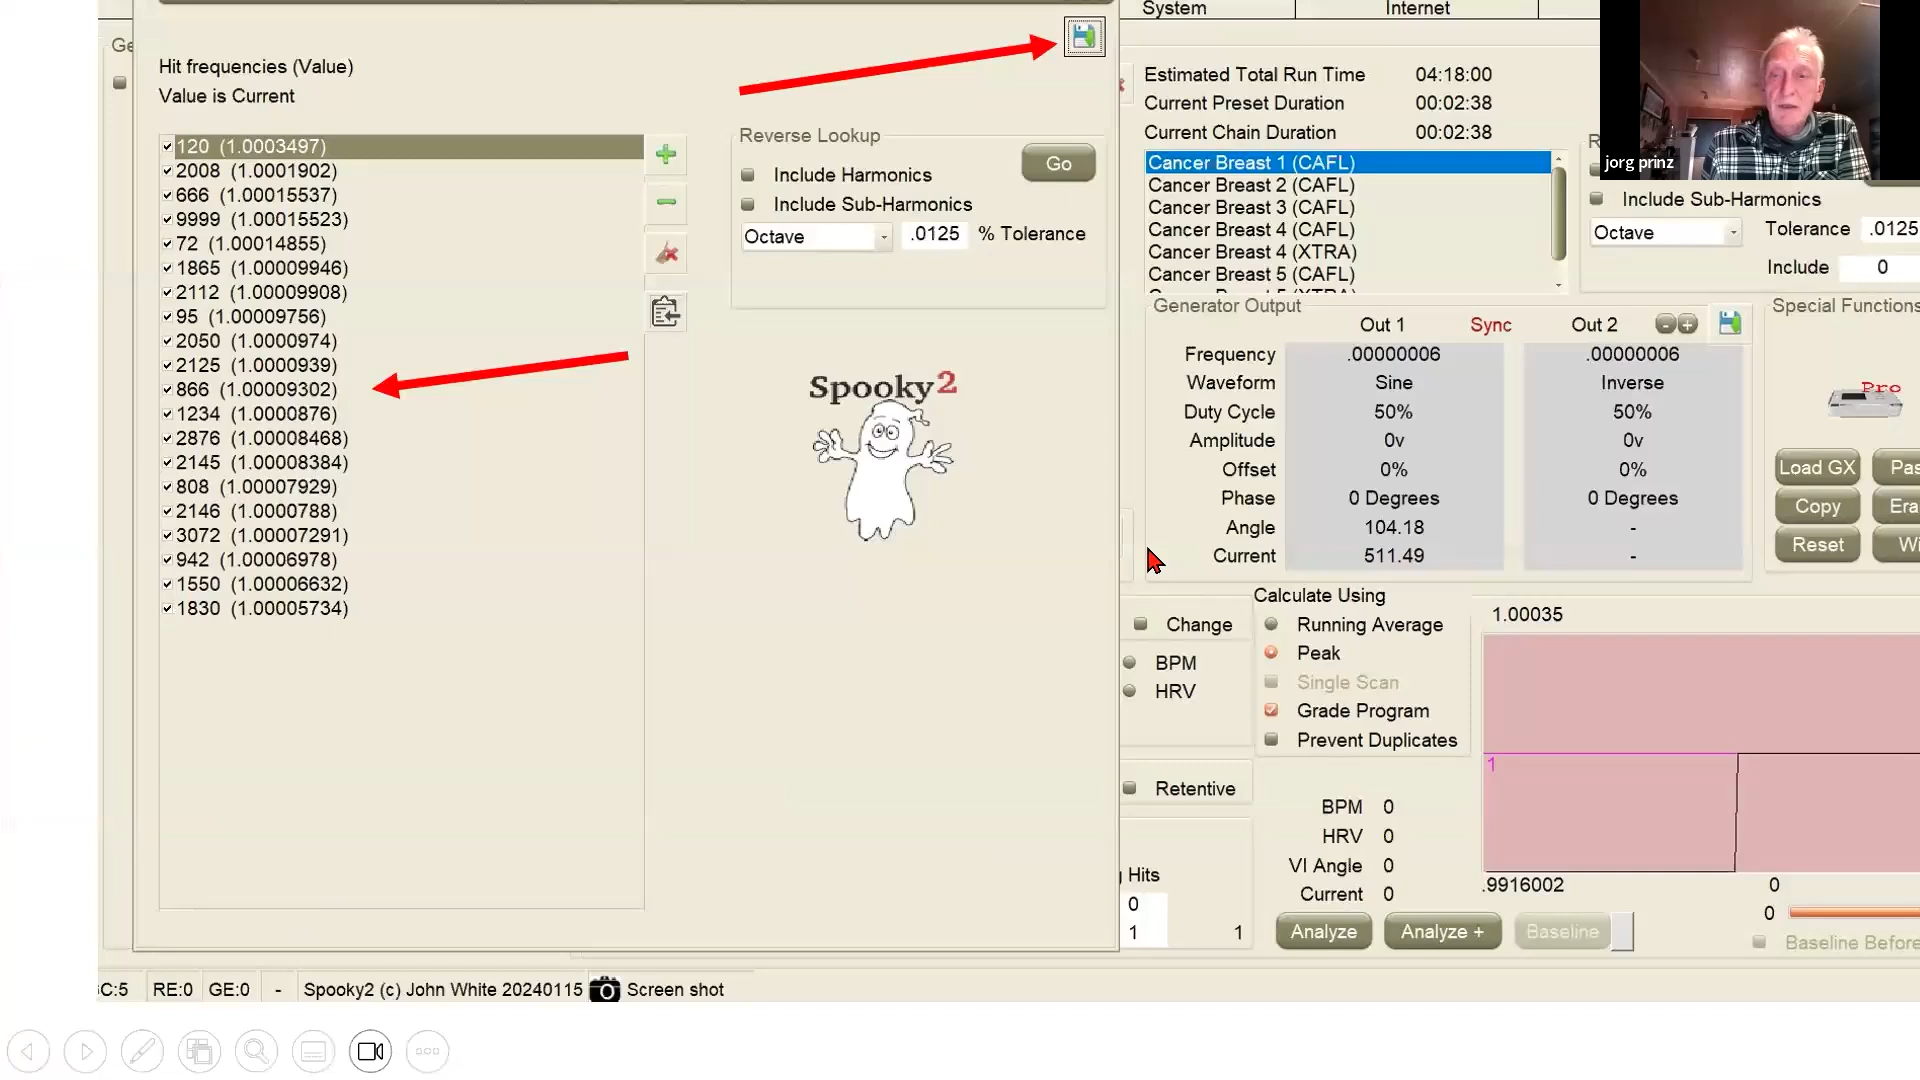 System
Internet
Ge
Hit frequencies (Value)
Value is Current
120 (1.0003497)
2008 (1.0001902)
666 (1.00015537)
9999 (1.00015523)
72 (1.00014855)
1865 (1.00009946)
2112 (1.00009908)
95 (1.00009756)
2050 (1.0000974)
2125 (1.0000939)
866 (1.00009302)
1234 (1.0000876)
2876 (1.00008468)
2145 (1.00008384)
808 (1.00007929)
2146 (1.0000788)
3072 (1.00007291)
942 (1.00006978)
1550 (1.00006632)
1830 (1.00005734)
Reverse Lookup
Include Harmonics
Go
Include Sub-Harmonics
Octave
.0125
% Tolerance
Spooky2
Estimated Total Run Time 04:18:00
Current Preset Duration 00:02:38
Current Chain Duration 00:02:38
Cancer Breast 1 (CAFL)
Cancer Breast 2 (CAFL)
Cancer Breast 3 (CAFL)
Cancer Breast 4 (CAFL)
Cancer Breast 4 (XTRA)
Cancer Breast 5 (CAFL)
jorg prinz
R
Include Sub-Harmonics
Octave
Tolerance .0125
Include 0
Generator Output
Out 1 Sync Out 2
Frequency .00000006 .00000006
Waveform Sine Inverse
Duty Cycle 50% 50%
Amplitude 0v 0v
Offset 0% 0%
Phase 0 Degrees 0 Degrees
Angle 104.18 -
Current 511.49 -
Special Functions
Pro
Load GX Pas
Copy Era
Reset Wi
Change
BPM
HRV
Retentive
Calculate Using
Running Average
Peak
Single Scan
Grade Program
Prevent Duplicates
1.00035
1
.9916002
0
0
BPM 0
HRV 0
VI Angle 0
Current 0
Hits
0
1 1
Analyze
Analyze +
Baseline
Baseline Before
C:5
RE:0
GE:0
-
Spooky2 (c) John White 20240115
Screen shot